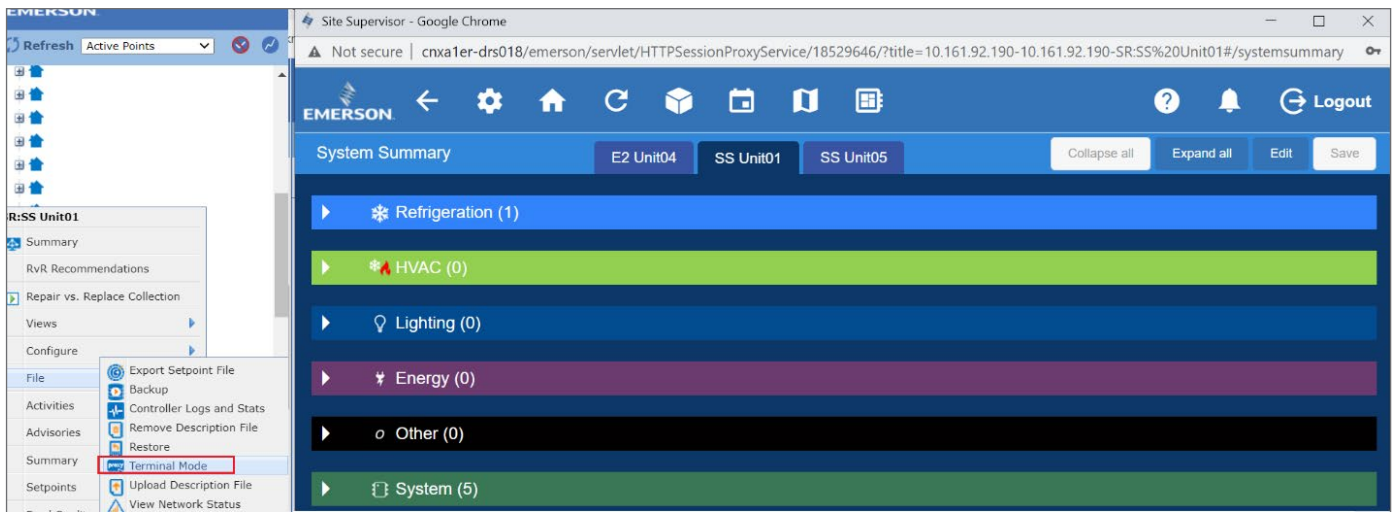 EMERSON.
Refresh Active Points
SR:SS Unit01
Summary
RvR Recommendations
Repair vs. Replace Collection
Views
Configure
File
Activities
Advisories
Summary
Setpoints
Export Setpoint File
Backup
Controller Logs and Stats
Remove Description File
Restore
Terminal Mode
Upload Description File
View Network Status
Site Supervisor - Google Chrome
Not secure | cnxa1er-drs018/emerson/servlet/HTTPSessionProxyService/18529646/?title=10.161.92.190-10.161.92.190-SR:SS%20Unit01#/systemsummary
EMERSON. Logout
System Summary E2 Unit04 SS Unit01 SS Unit05 Collapse all Expand all Edit Save
Refrigeration (1)
HVAC (0)
Lighting (0)
Energy (0)
Other (0)
System (5)